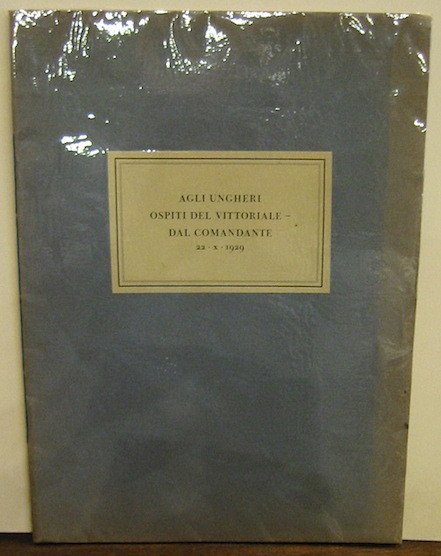 AGLI UNGHERI
OSPITI DEL VITTORIALE –
DAL COMANDANTE
22 · X · 1929